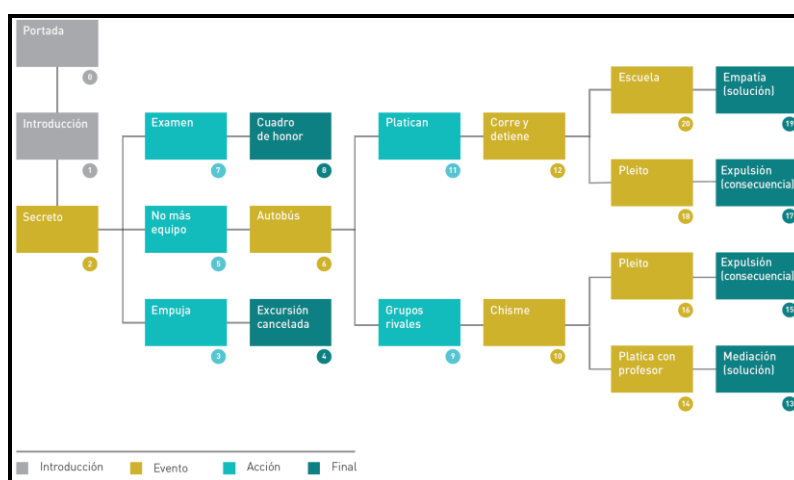 Portada
0
Introducción
1
Secreto
2
Examen
7
Cuadro
de honor
8
No más
equipo
5
Autobús
6
Empuja
3
Excursión
cancelada
4
Platican
11
Corre y
detiene
12
Grupos
rivales
9
Chisme
10
Escuela
20
Empatía
(solución)
19
Pleito
18
Expulsión
(consecuencia)
17
Pleito
16
Expulsión
(consecuencia)
15
Platica con
profesor
14
Mediación
(solución)
13
Introducción
Evento
Acción
Final